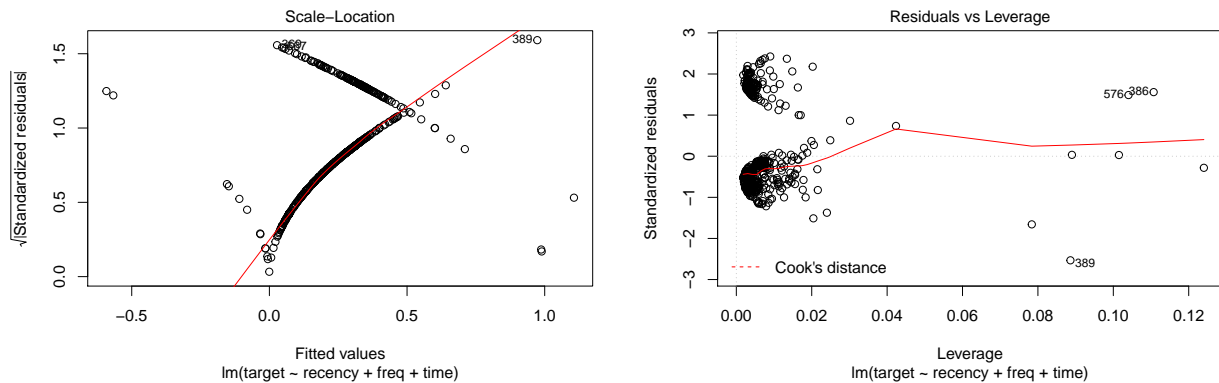 Scale−Location
√|Standardized residuals|
0.0 0.5 1.0 1.5
389
−0.5 0.0 0.5 1.0
Fitted values
lm(target ~ recency + freq + time)
Residuals vs Leverage
Standardized residuals
−3 −2 −1 0 1 2 3
576 386
389
Cook's distance
0.00 0.02 0.04 0.06 0.08 0.10 0.12
Leverage
lm(target ~ recency + freq + time)